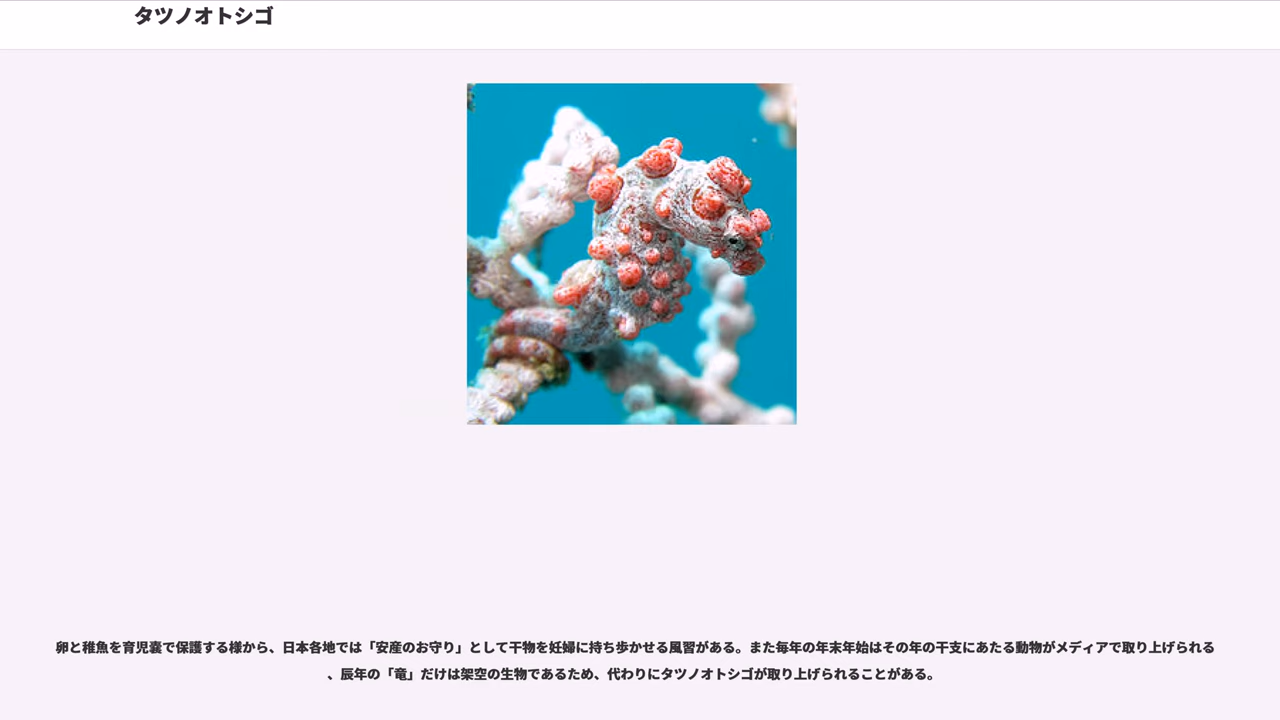 タツノオトシゴ
卵と稚魚を育児嚢で保護する様から、日本各地では「安産のお守り」として干物を妊婦に持ち歩かせる風習がある。また毎年の年末年始はその年の干支にあたる動物がメディアで取り上げられる
、辰年の「竜」だけは架空の生物であるため、代わりにタツノオトシゴが取り上げられることがある。